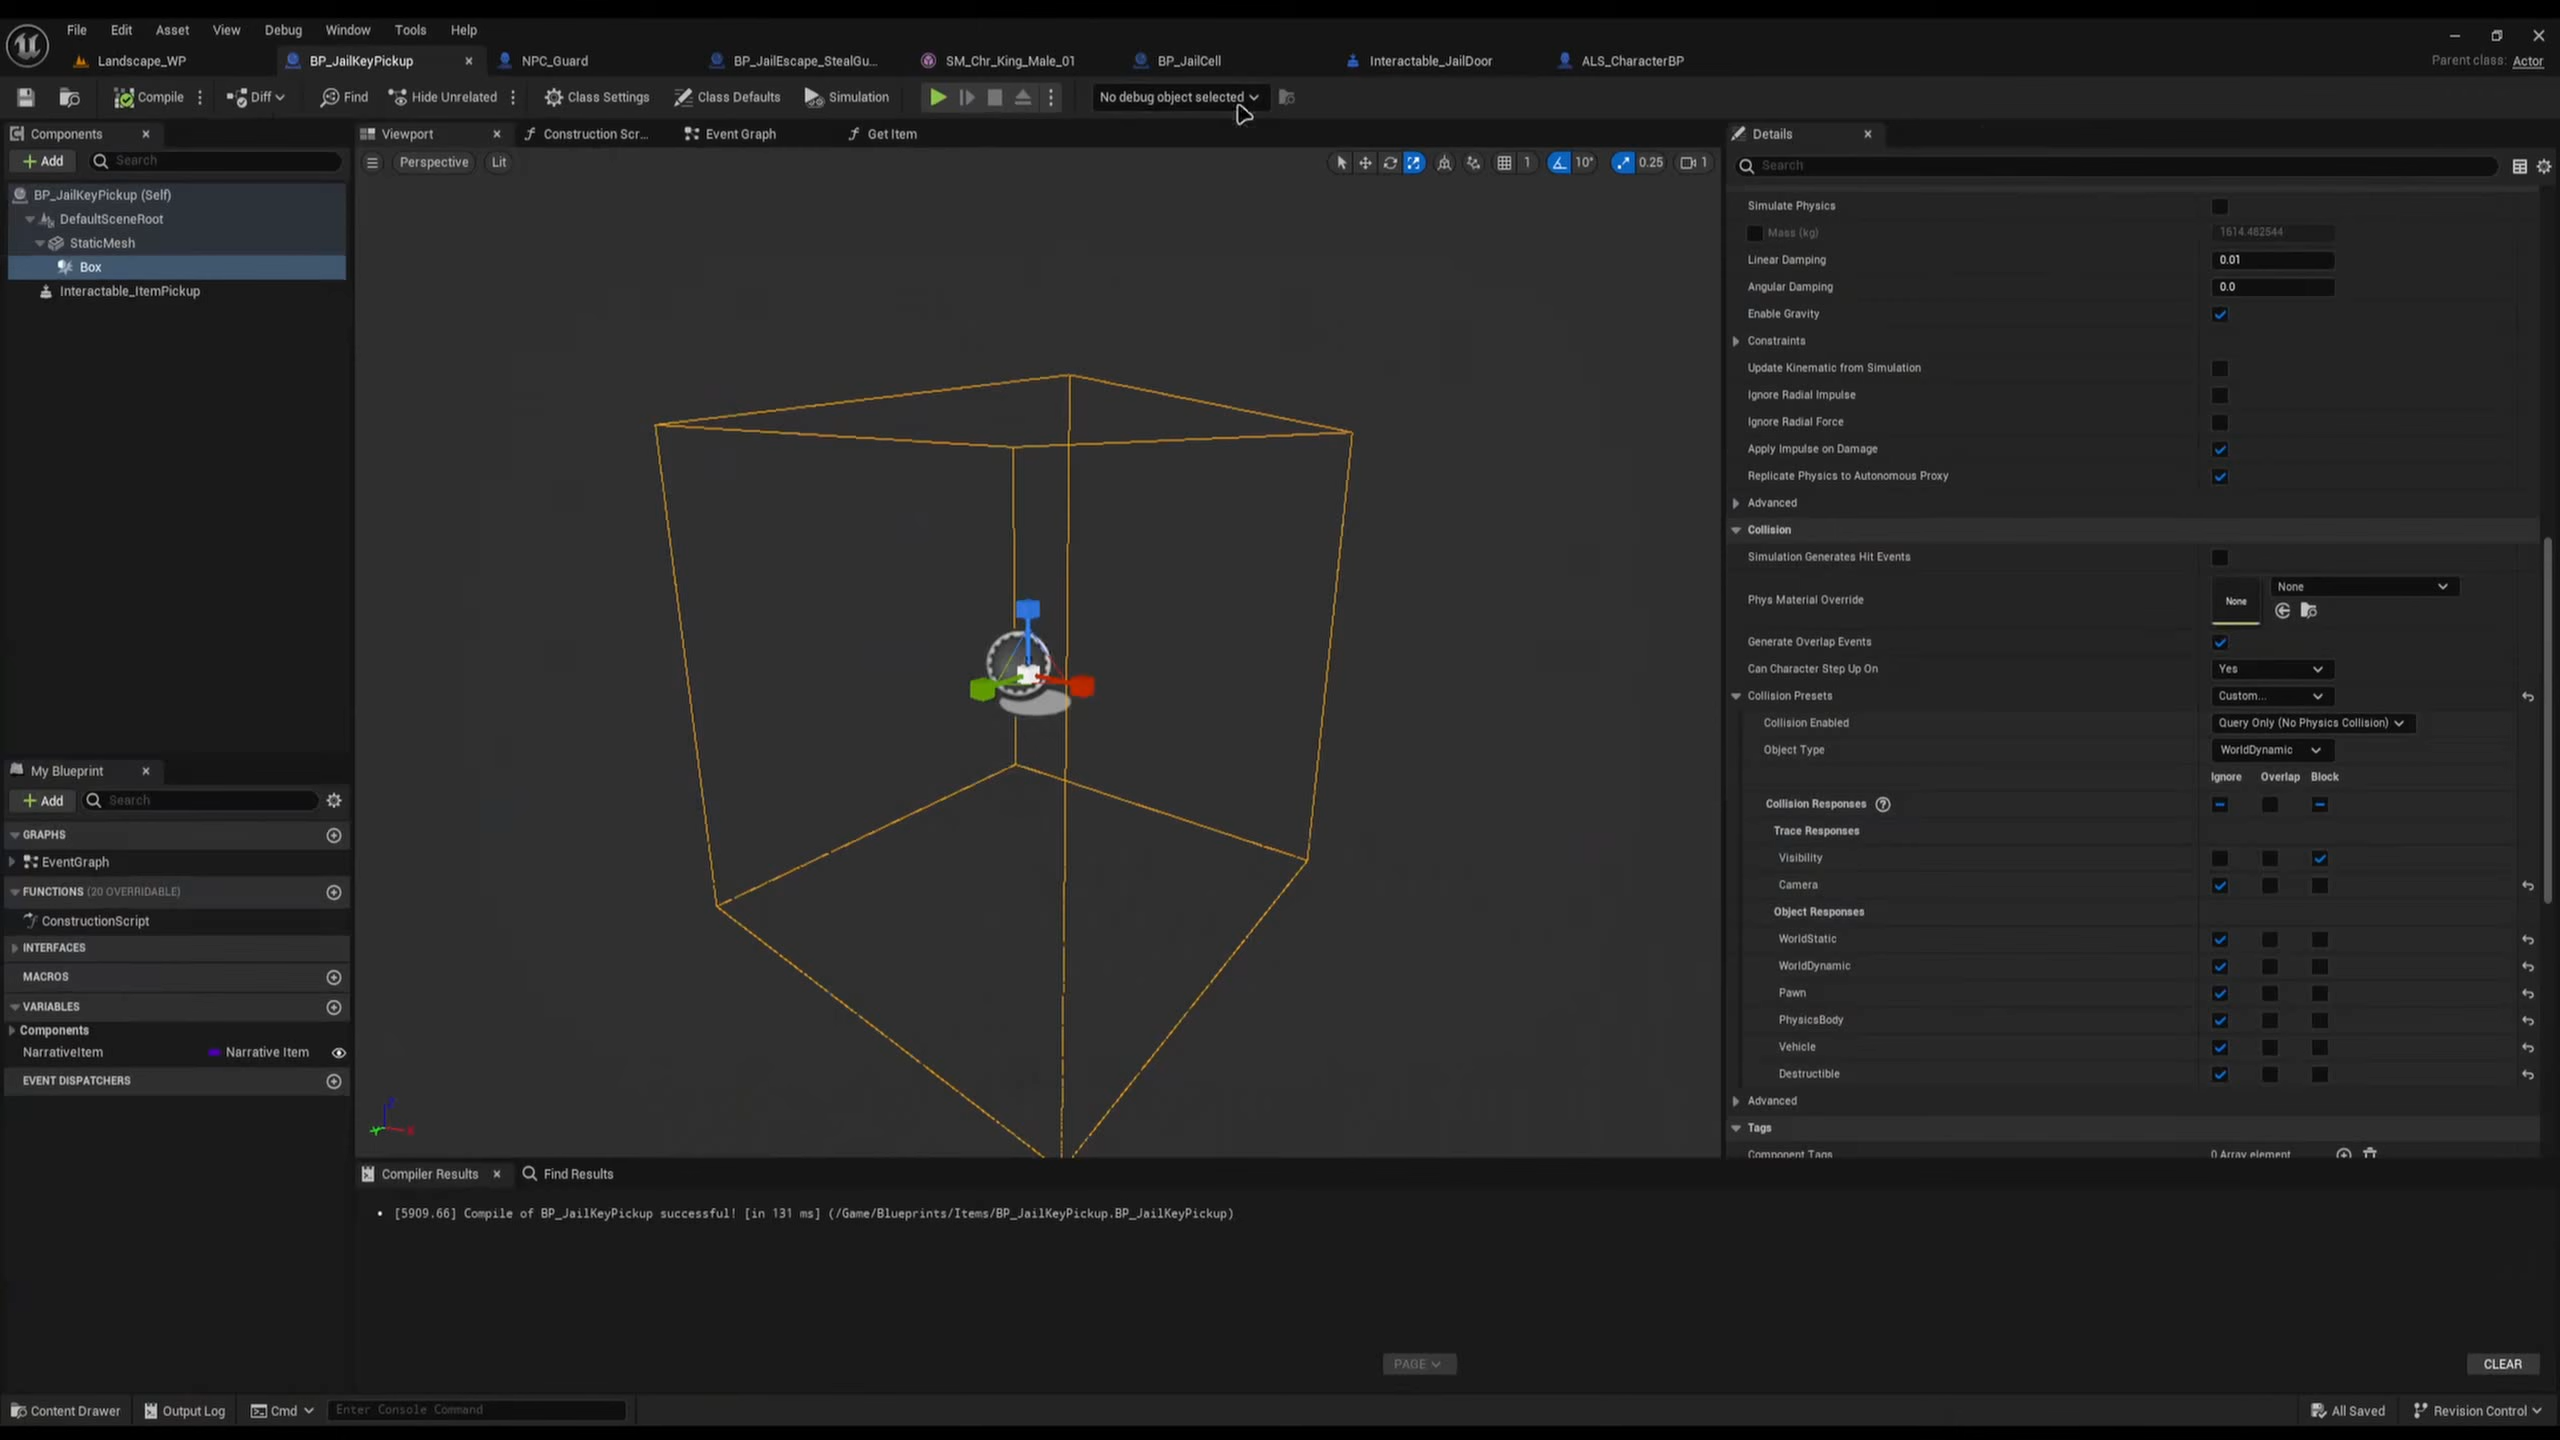 File Edit Asset View Debug Window Tools Help
Landscape_WP BP_JailKeyPickup NPC_Guard BP_JailEscape_StealGu... SM_Chr_King_Male_01 BP_JailCell Interactable_JailDoor ALS_CharacterBP Parent class: Actor
Compile Diff Find Hide Unrelated Class Settings Class Defaults Simulation No debug object selected
Components
Add Search
BP_JailKeyPickup (Self)
DefaultSceneRoot
StaticMesh
Box
Interactable_ItemPickup
My Blueprint
Add Search
GRAPHS
EventGraph
FUNCTIONS (20 OVERRIDABLE)
ConstructionScript
INTERFACES
MACROS
VARIABLES
Components
NarrativeItem Narrative Item
EVENT DISPATCHERS
Viewport Construction Scr... Event Graph Get Item
Perspective Lit 1 10° 0.25 1
Compiler Results Find Results
• [5909.66] Compile of BP_JailKeyPickup successful! [in 131 ms] (/Game/Blueprints/Items/BP_JailKeyPickup.BP_JailKeyPickup)
PAGE
CLEAR
Details
Search
Simulate Physics
Mass (kg) 1614.482544
Linear Damping 0.01
Angular Damping 0.0
Enable Gravity
Constraints
Update Kinematic from Simulation
Ignore Radial Impulse
Ignore Radial Force
Apply Impulse on Damage
Replicate Physics to Autonomous Proxy
Advanced
Collision
Simulation Generates Hit Events
Phys Material Override None None
Generate Overlap Events
Can Character Step Up On Yes
Collision Presets Custom...
Collision Enabled Query Only (No Physics Collision)
Object Type WorldDynamic
Ignore Overlap Block
Collision Responses ?
Trace Responses
Visibility
Camera
Object Responses
WorldStatic
WorldDynamic
Pawn
PhysicsBody
Vehicle
Destructible
Advanced
Tags
Component Tags 0 Array element
Content Drawer Output Log Cmd Enter Console Command All Saved Revision Control